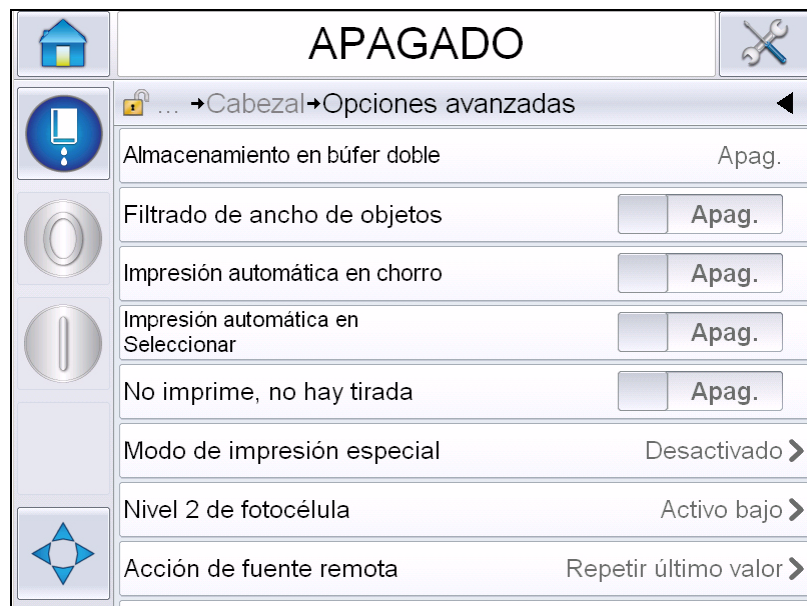 APAGADO
... →Cabezal→Opciones avanzadas
Almacenamiento en búfer doble Apag.
Filtrado de ancho de objetos Apag.
Impresión automática en chorro Apag.
Impresión automática en
Seleccionar Apag.
No imprime, no hay tirada Apag.
Modo de impresión especial Desactivado
Nivel 2 de fotocélula Activo bajo
Acción de fuente remota Repetir último valor